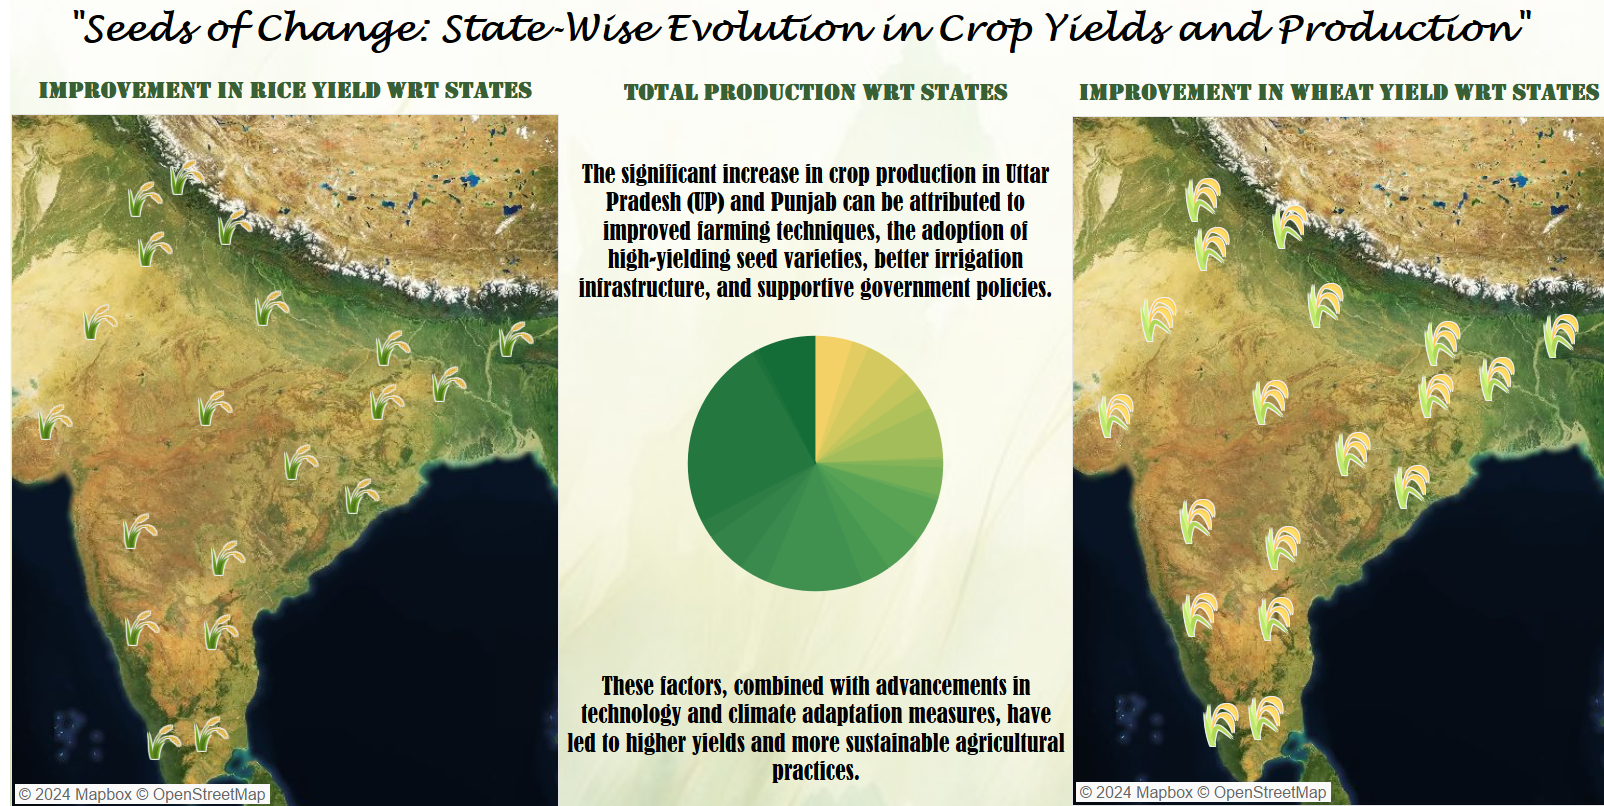 "Seeds of Change: State-Wise Evolution in Crop Yields and Production"
IMPROVEMENT IN RICE YIELD WRT STATES
TOTAL PRODUCTION WRT STATES
IMPROVEMENT IN WHEAT YIELD WRT STATES
The significant increase in crop production in Uttar
Pradesh (UP) and Punjab can be attributed to
improved farming techniques, the adoption of
high-yielding seed varieties, better irrigation
infrastructure, and supportive government policies.
These factors, combined with advancements in
technology and climate adaptation measures, have
led to higher yields and more sustainable agricultural
practices.
© 2024 Mapbox © OpenStreetMap
© 2024 Mapbox © OpenStreetMap